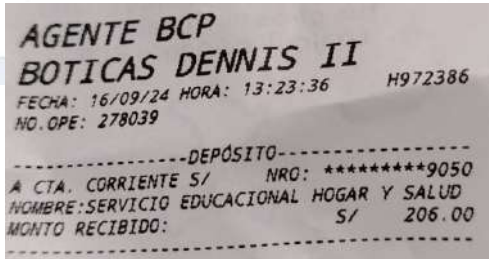 AGENTE BCP
BOTICAS DENNIS II
FECHA: 16/09/24 HORA: 13:23:36 H972386
NO.OPE: 278039
-----------------DEPÓSITO-----------------
A CTA. CORRIENTE S/ NRO: *********9050
NOMBRE:SERVICIO EDUCACIONAL HOGAR Y SALUD
MONTO RECIBIDO: S/ 206.00
------------------------------------------